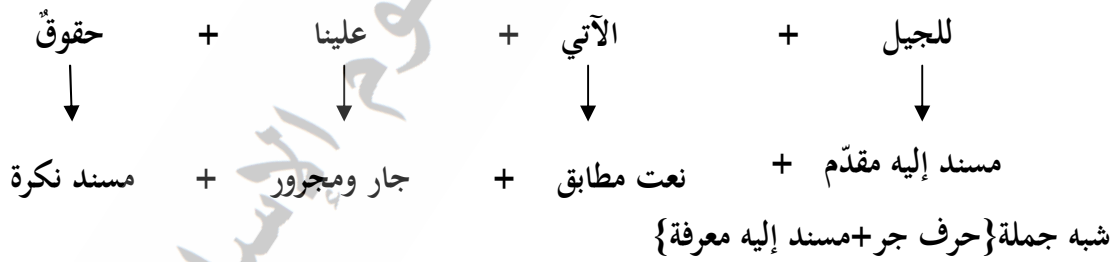 للجيل + الآتي + علينا + حقوقٌ
مسند إليه مقدّم + نعت مطابق + جار ومجرور + مسند نكرة
شبه جملة{حرف جر+مسند إليه معرفة}